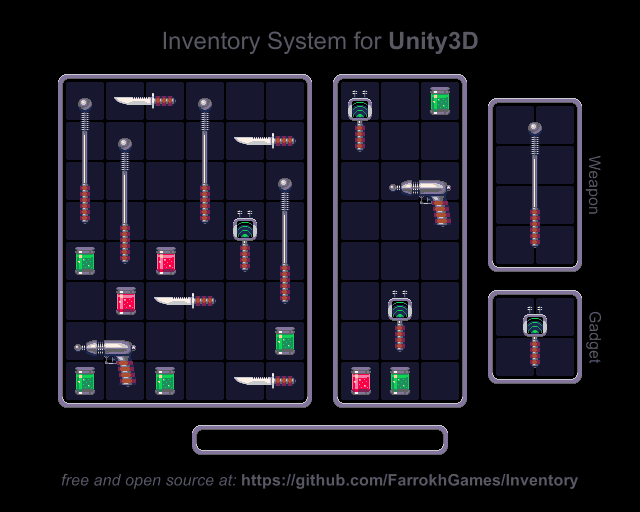 Inventory System for Unity3D
Weapon
Gadget
free and open source at: https://github.com/FarrokhGames/Inventory